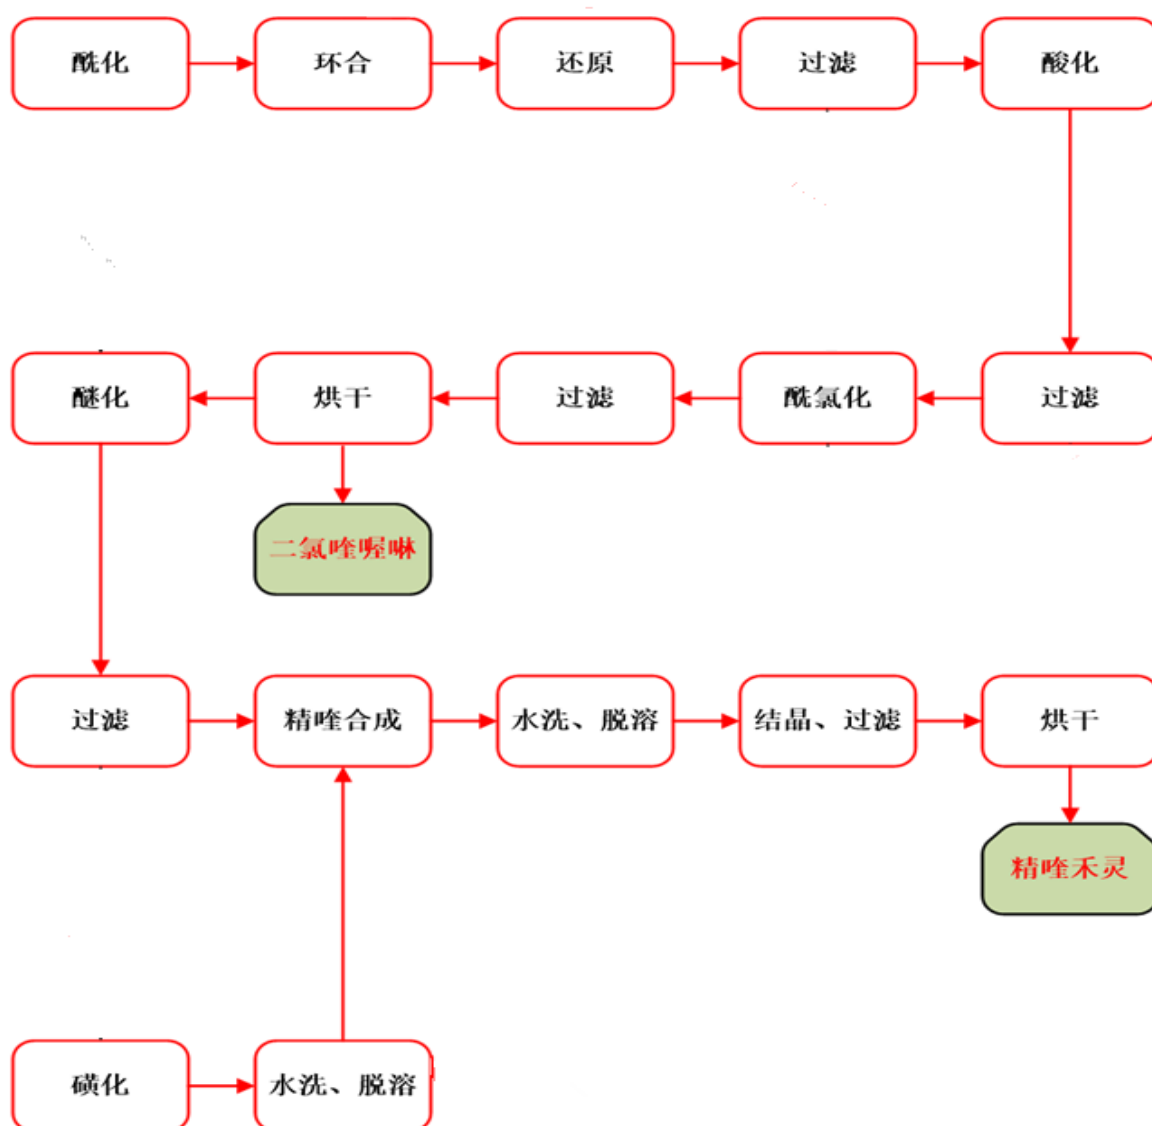 酰化
环合
还原
过滤
酸化
醚化
烘干
过滤
酰氯化
过滤
二氯喹喔啉
过滤
精喹合成
水洗、脱溶
结晶、过滤
烘干
精喹禾灵
磺化
水洗、脱溶